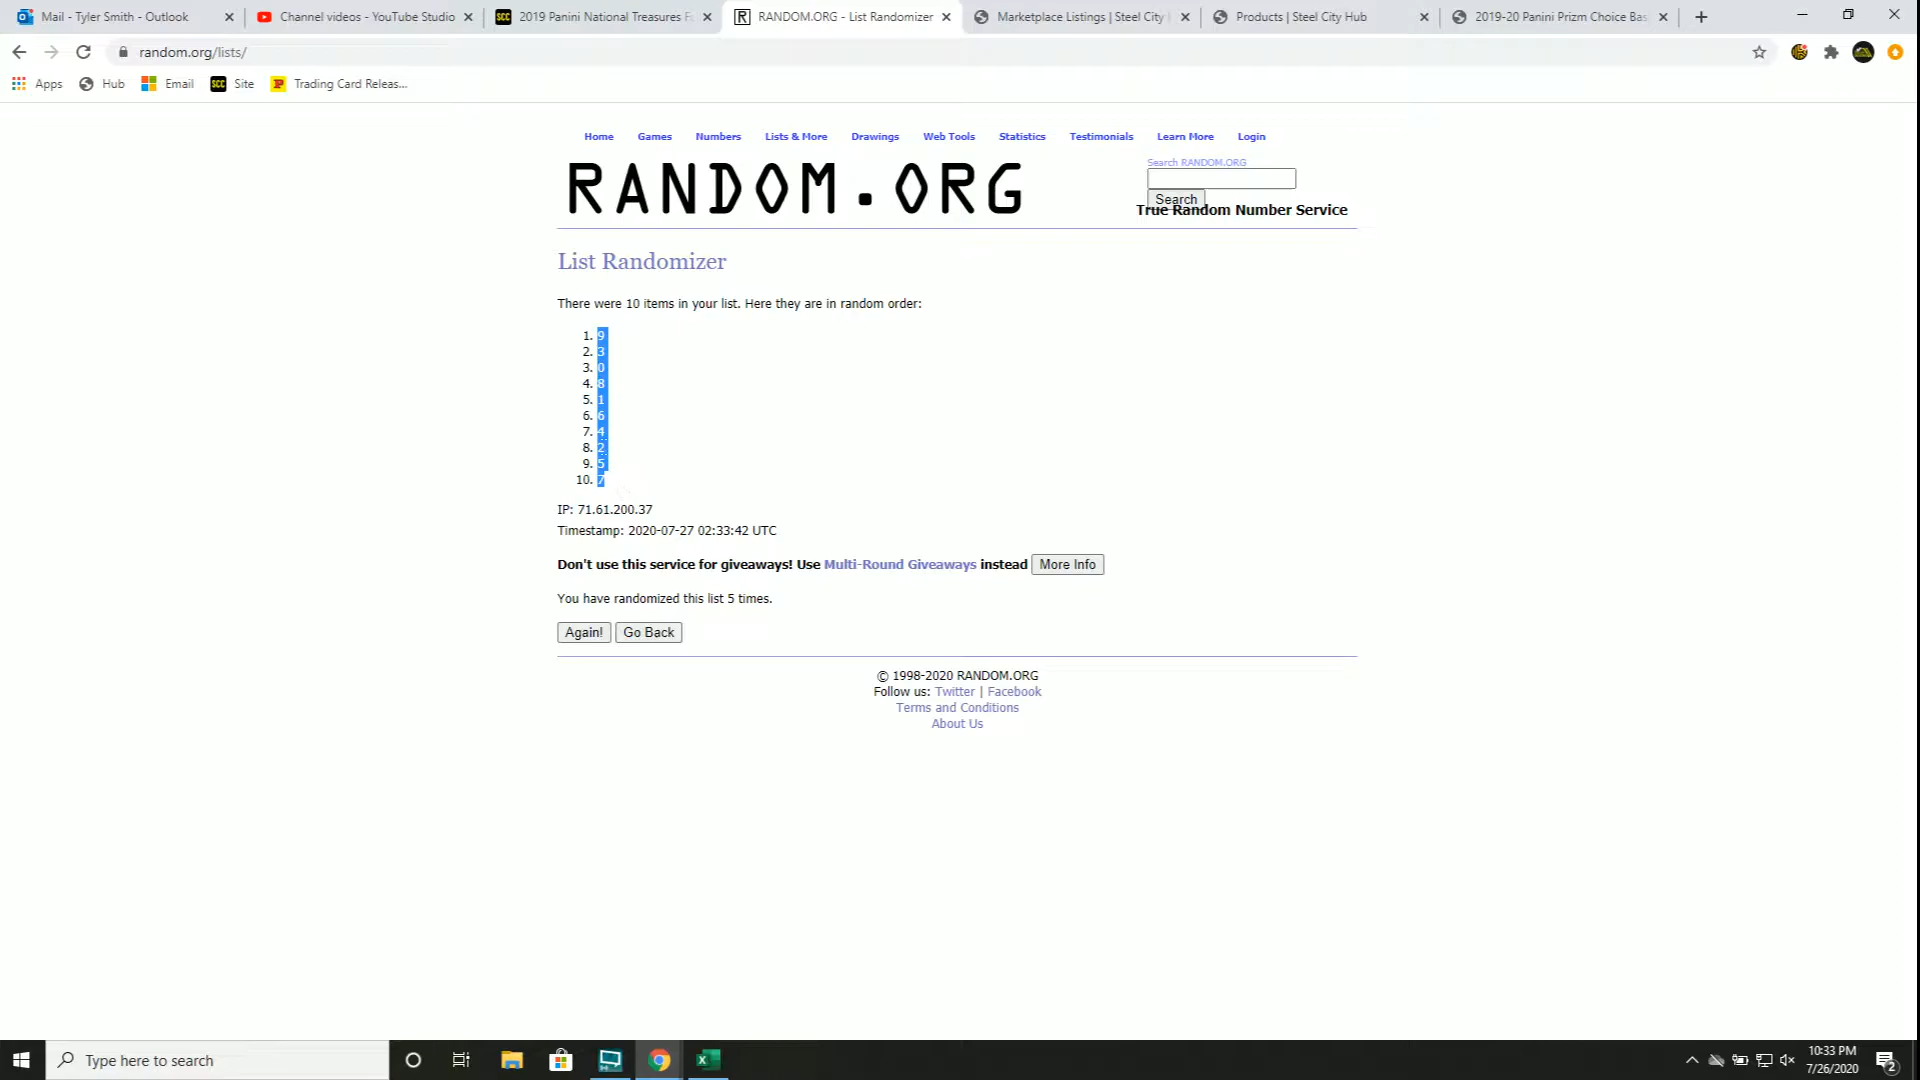 Mail - Tyler Smith - Outlook
Channel videos - YouTube Studio
SCC 2019 Panini National Treasures F
R RANDOM.ORG - List Randomizer
Marketplace Listings | Steel City
Products | Steel City Hub
2019-20 Panini Prizm Choice Bas
random.org/lists/
Apps
Hub
Email
SCC Site
Trading Card Releas...
Home Games Numbers Lists & More Drawings Web Tools Statistics Testimonials Learn More Login
RANDOM.ORG
Search RANDOM.ORG
Search
True Random Number Service
List Randomizer
There were 10 items in your list. Here they are in random order:
1. 9
2. 3
3. 0
4. 8
5. 1
6. 6
7. 4
8. 2
9. 5
10. 7
IP: 71.61.200.37
Timestamp: 2020-07-27 02:33:42 UTC
Don't use this service for giveaways! Use Multi-Round Giveaways instead More Info
You have randomized this list 5 times.
Again! Go Back
© 1998-2020 RANDOM.ORG
Follow us: Twitter | Facebook
Terms and Conditions
About Us
Type here to search
10:33 PM
7/26/2020
2